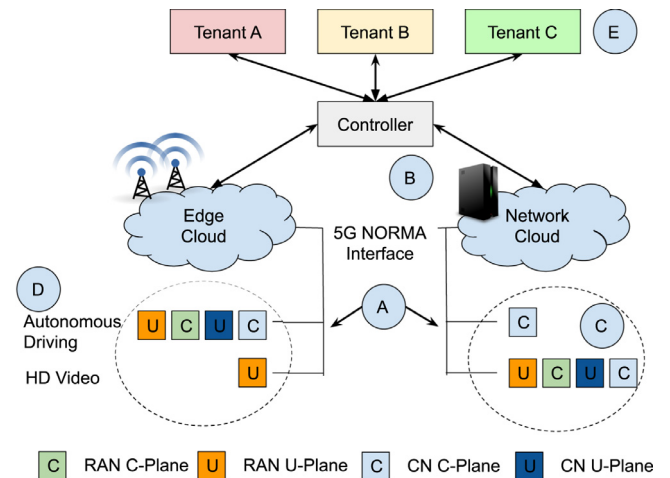 Tenant A
Tenant B
Tenant C
E
Controller
B
Edge
Cloud
5G NORMA
Interface
Network
Cloud
D
A
Autonomous
Driving
U C U C
C
C
HD Video
U
U C U C
C RAN C-Plane
U RAN U-Plane
C CN C-Plane
U CN U-Plane